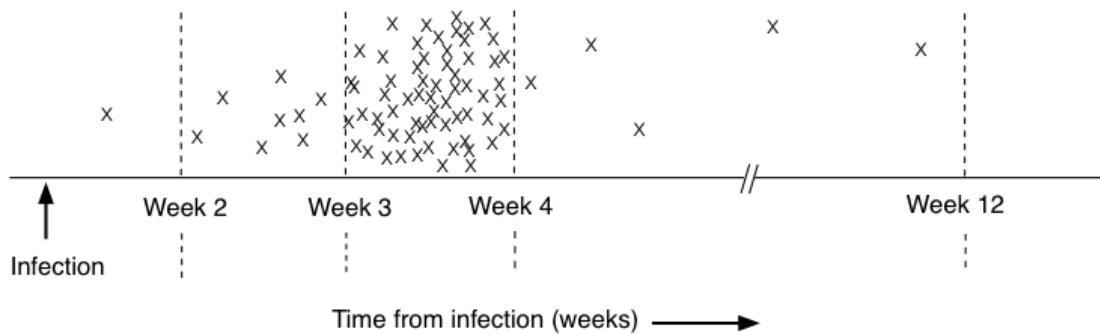 Week 2
Week 3
Week 4
Week 12
Infection
Time from infection (weeks)